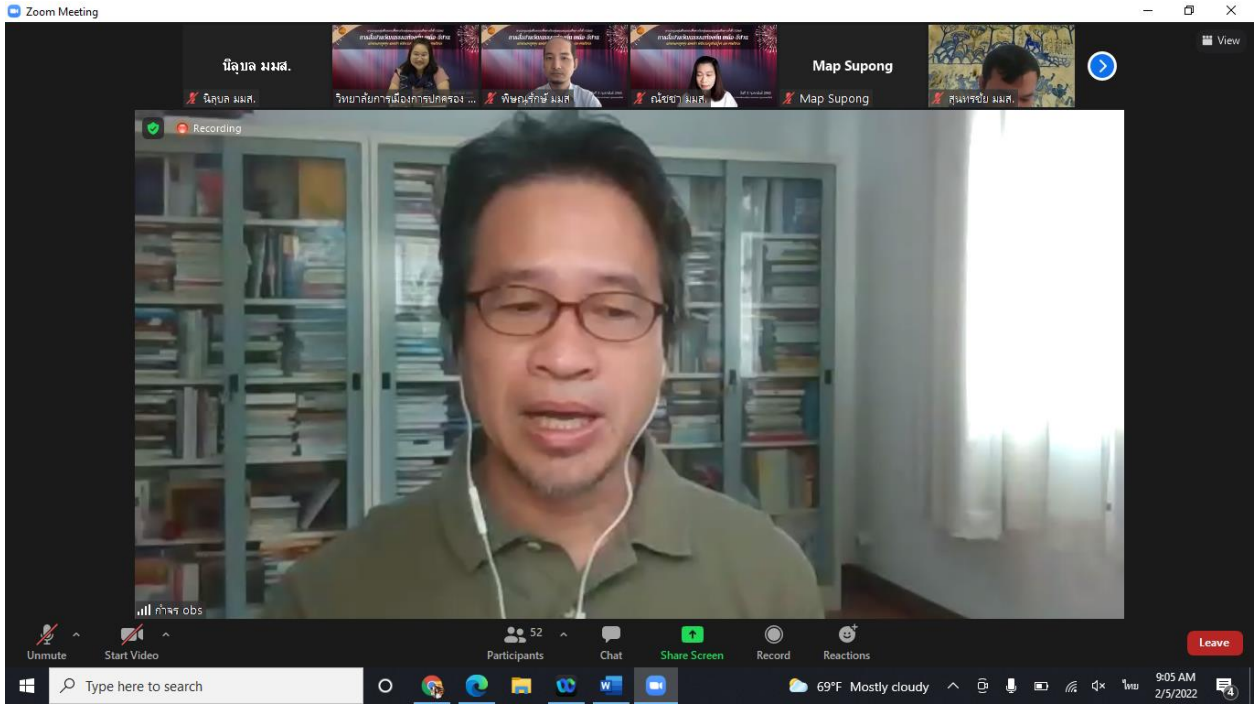 Zoom Meeting
View
นิลุบล มมส.
Map Supong
นิลุบล มมส.
วิทยาลัยการเมืองการปกครอง ...
พิษณุรักษ์ มมส
ณัชชา มมส.
Map Supong
สุนทรชัย มมส.
Recording
กำจร obs
Unmute
Start Video
52
Participants
Chat
Share Screen
Record
Reactions
Leave
Type here to search
69°F Mostly cloudy
ไทย
9:05 AM
2/5/2022
4